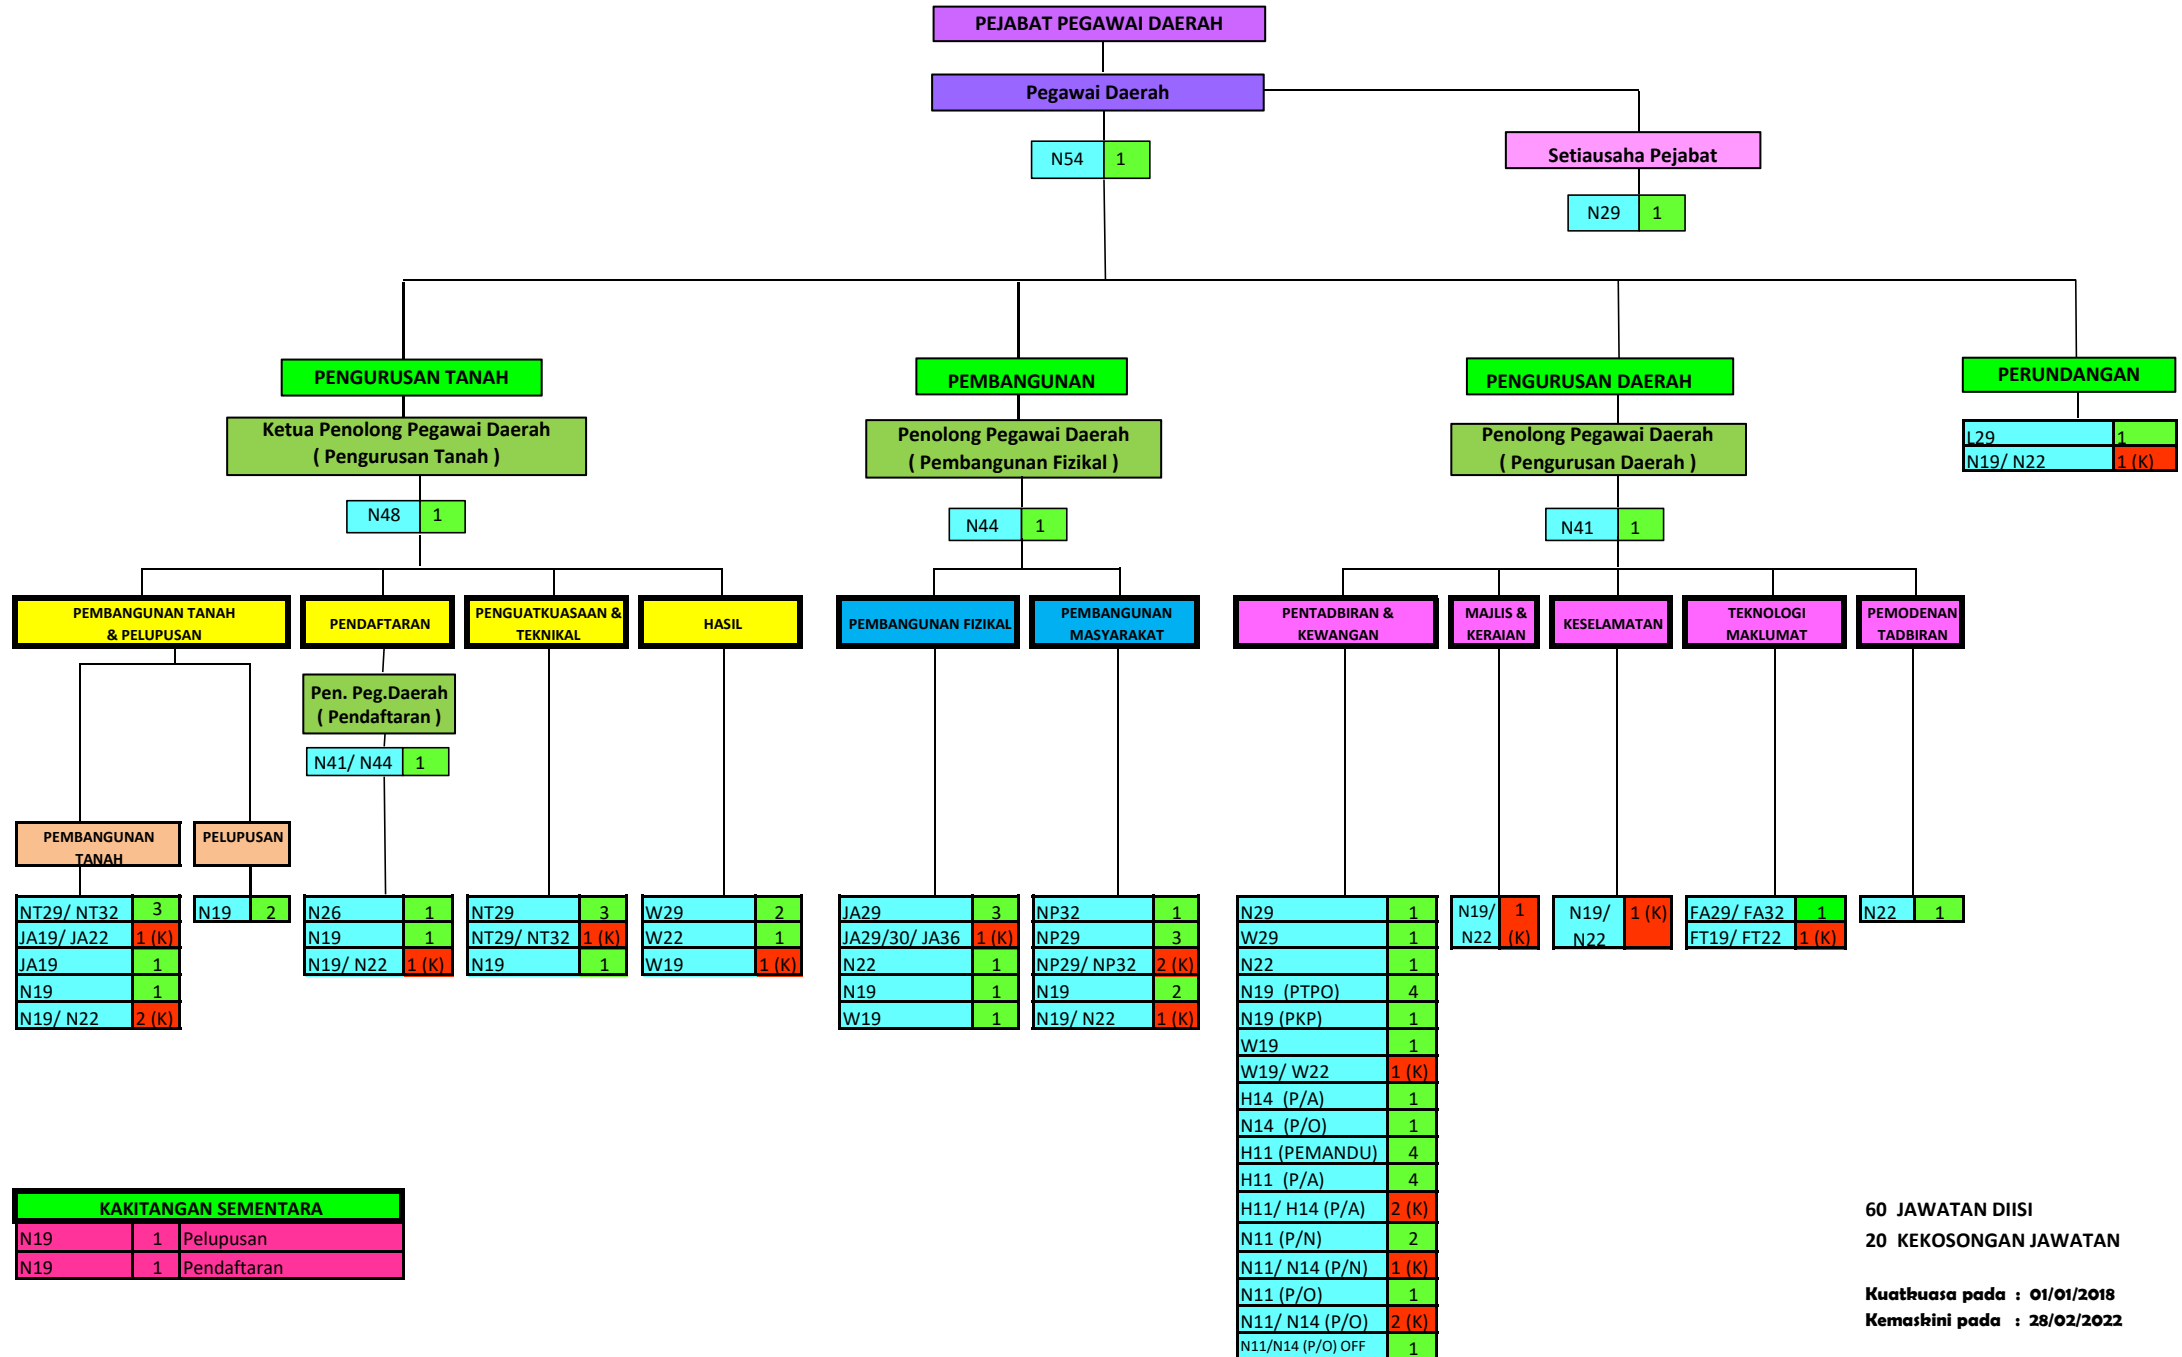 PEJABAT PEGAWAI DAERAH
Pegawai Daerah
N54 1
Setiausaha Pejabat
N29 1
PENGURUSAN TANAH
Ketua Penolong Pegawai Daerah
( Pengurusan Tanah )
N48 1
PEMBANGUNAN
Penolong Pegawai Daerah
( Pembangunan Fizikal )
N44 1
PENGURUSAN DAERAH
Penolong Pegawai Daerah
( Pengurusan Daerah )
N41 1
PERUNDANGAN
L29 1
N19/ N22 1 (K)
PEMBANGUNAN TANAH
& PELUPUSAN
PEMBANGUNAN
TANAH
NT29/ NT32 3
JA19/ JA22 1 (K)
JA19 1
N19 1
N19/ N22 2 (K)
PELUPUSAN
N19 2
PENDAFTARAN
Pen. Peg.Daerah
( Pendaftaran )
N41/ N44 1
N26 1
N19 1
N19/ N22 1 (K)
PENGUATKUASAAN &
TEKNIKAL
NT29 3
NT29/ NT32 1 (K)
N19 1
HASIL
W29 2
W22 1
W19 1 (K)
PEMBANGUNAN FIZIKAL
JA29 3
JA29/30/ JA36 1 (K)
N22 1
N19 1
W19 1
PEMBANGUNAN
MASYARAKAT
NP32 1
NP29 3
NP29/ NP32 2 (K)
N19 2
N19/ N22 1 (K)
PENTADBIRAN &
KEWANGAN
N29 1
W29 1
N22 1
N19 (PTPO) 4
N19 (PKP) 1
W19 1
W19/ W22 1 (K)
H14 (P/A) 1
N14 (P/O) 1
H11 (PEMANDU) 4
H11 (P/A) 4
H11/ H14 (P/A) 2 (K)
N11 (P/N) 2
N11/ N14 (P/N) 1 (K)
N11 (P/O) 1
N11/ N14 (P/O) 2 (K)
N11/N14 (P/O) OFF 1
MAJLIS &
KERAIAN
N19/ 1
N22 (K)
KESELAMATAN
N19/ 1 (K)
N22
TEKNOLOGI
MAKLUMAT
FA29/ FA32 1
FT19/ FT22 1 (K)
PEMODENAN
TADBIRAN
N22 1
KAKITANGAN SEMENTARA
N19 1 Pelupusan
N19 1 Pendaftaran
60 JAWATAN DIISI
20 KEKOSONGAN JAWATAN
Kuatkuasa pada : 01/01/2018
Kemaskini pada : 28/02/2022